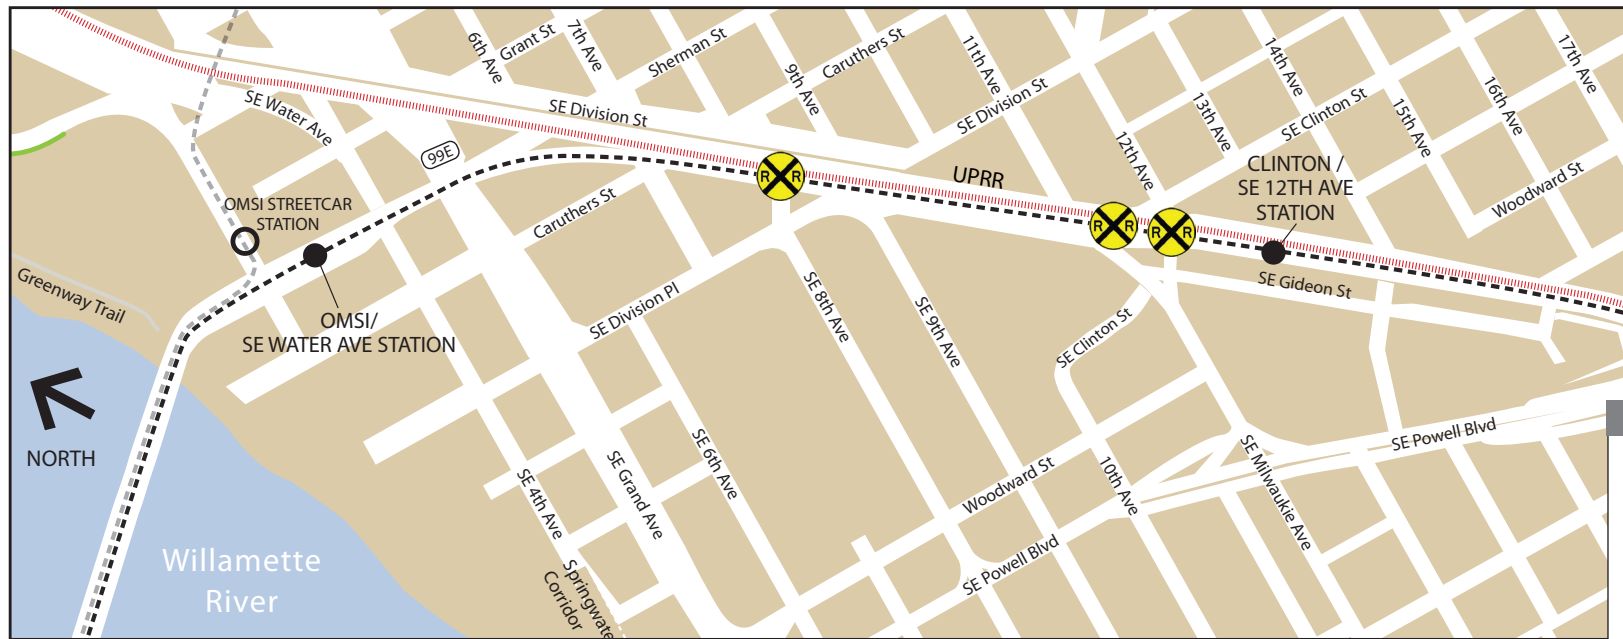 6th Ave
Grant St
7th Ave
Sherman St
9th Ave
Caruthers St
11th Ave
SE Division St
14th Ave
13th Ave
SE Clinton St
15th Ave
16th Ave
17th Ave
SE Water Ave
SE Division St
99E
12th Ave
CLINTON /
SE 12TH AVE
STATION
Woodward St
UPRR
R R
R R
R R
OMSI STREETCAR
STATION
Caruthers St
Greenway Trail
OMSI/
SE WATER AVE STATION
SE Division Pl
SE 8th Ave
SE 9th Ave
SE Clinton St
SE Gideon St
NORTH
SE 4th Ave
SE Grand Ave
SE 6th Ave
Woodward St
10th Ave
SE Milwaukie Ave
SE Powell Blvd
SE Powell Blvd
Willamette
River
Springwate
Corridor